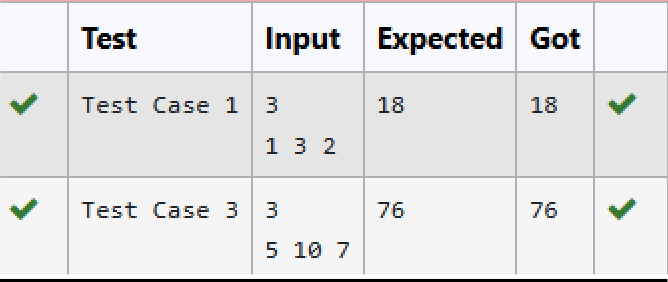 Test Input Expected Got
Test Case 1 3 18 18
1 3 2
Test Case 3 3 76 76
5 10 7